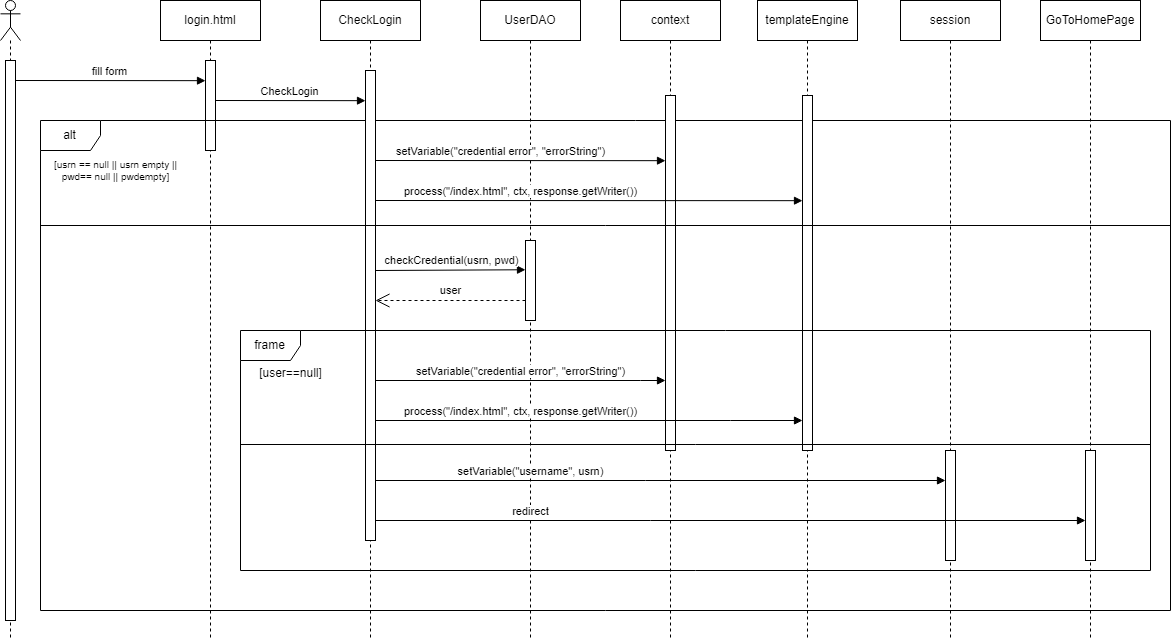 login.html
CheckLogin
UserDAO
context
templateEngine
session
GoToHomePage
fill form
CheckLogin
alt
[usrn == null || usrn empty ||
pwd== null || pwdempty]
setVariable("credential error", "errorString")
process("/index.html", ctx, response.getWriter())
checkCredential(usrn, pwd)
user
frame
[user==null]
setVariable("credential error", "errorString")
process("/index.html", ctx, response.getWriter())
setVariable("username", usrn)
redirect